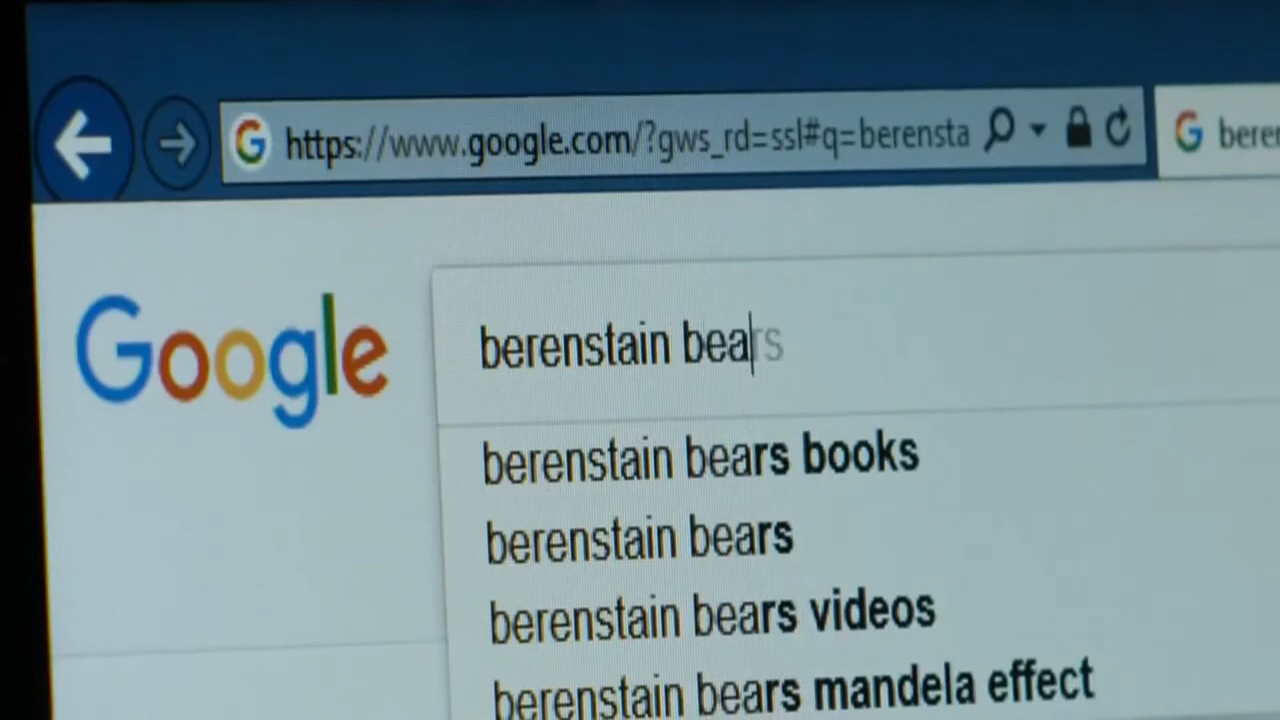 https://www.google.com/?gws_rd=ssl#q=berensta
bere
Google
berenstain bears
berenstain bears books
berenstain bears
berenstain bears videos
berenstain bears mandela effect